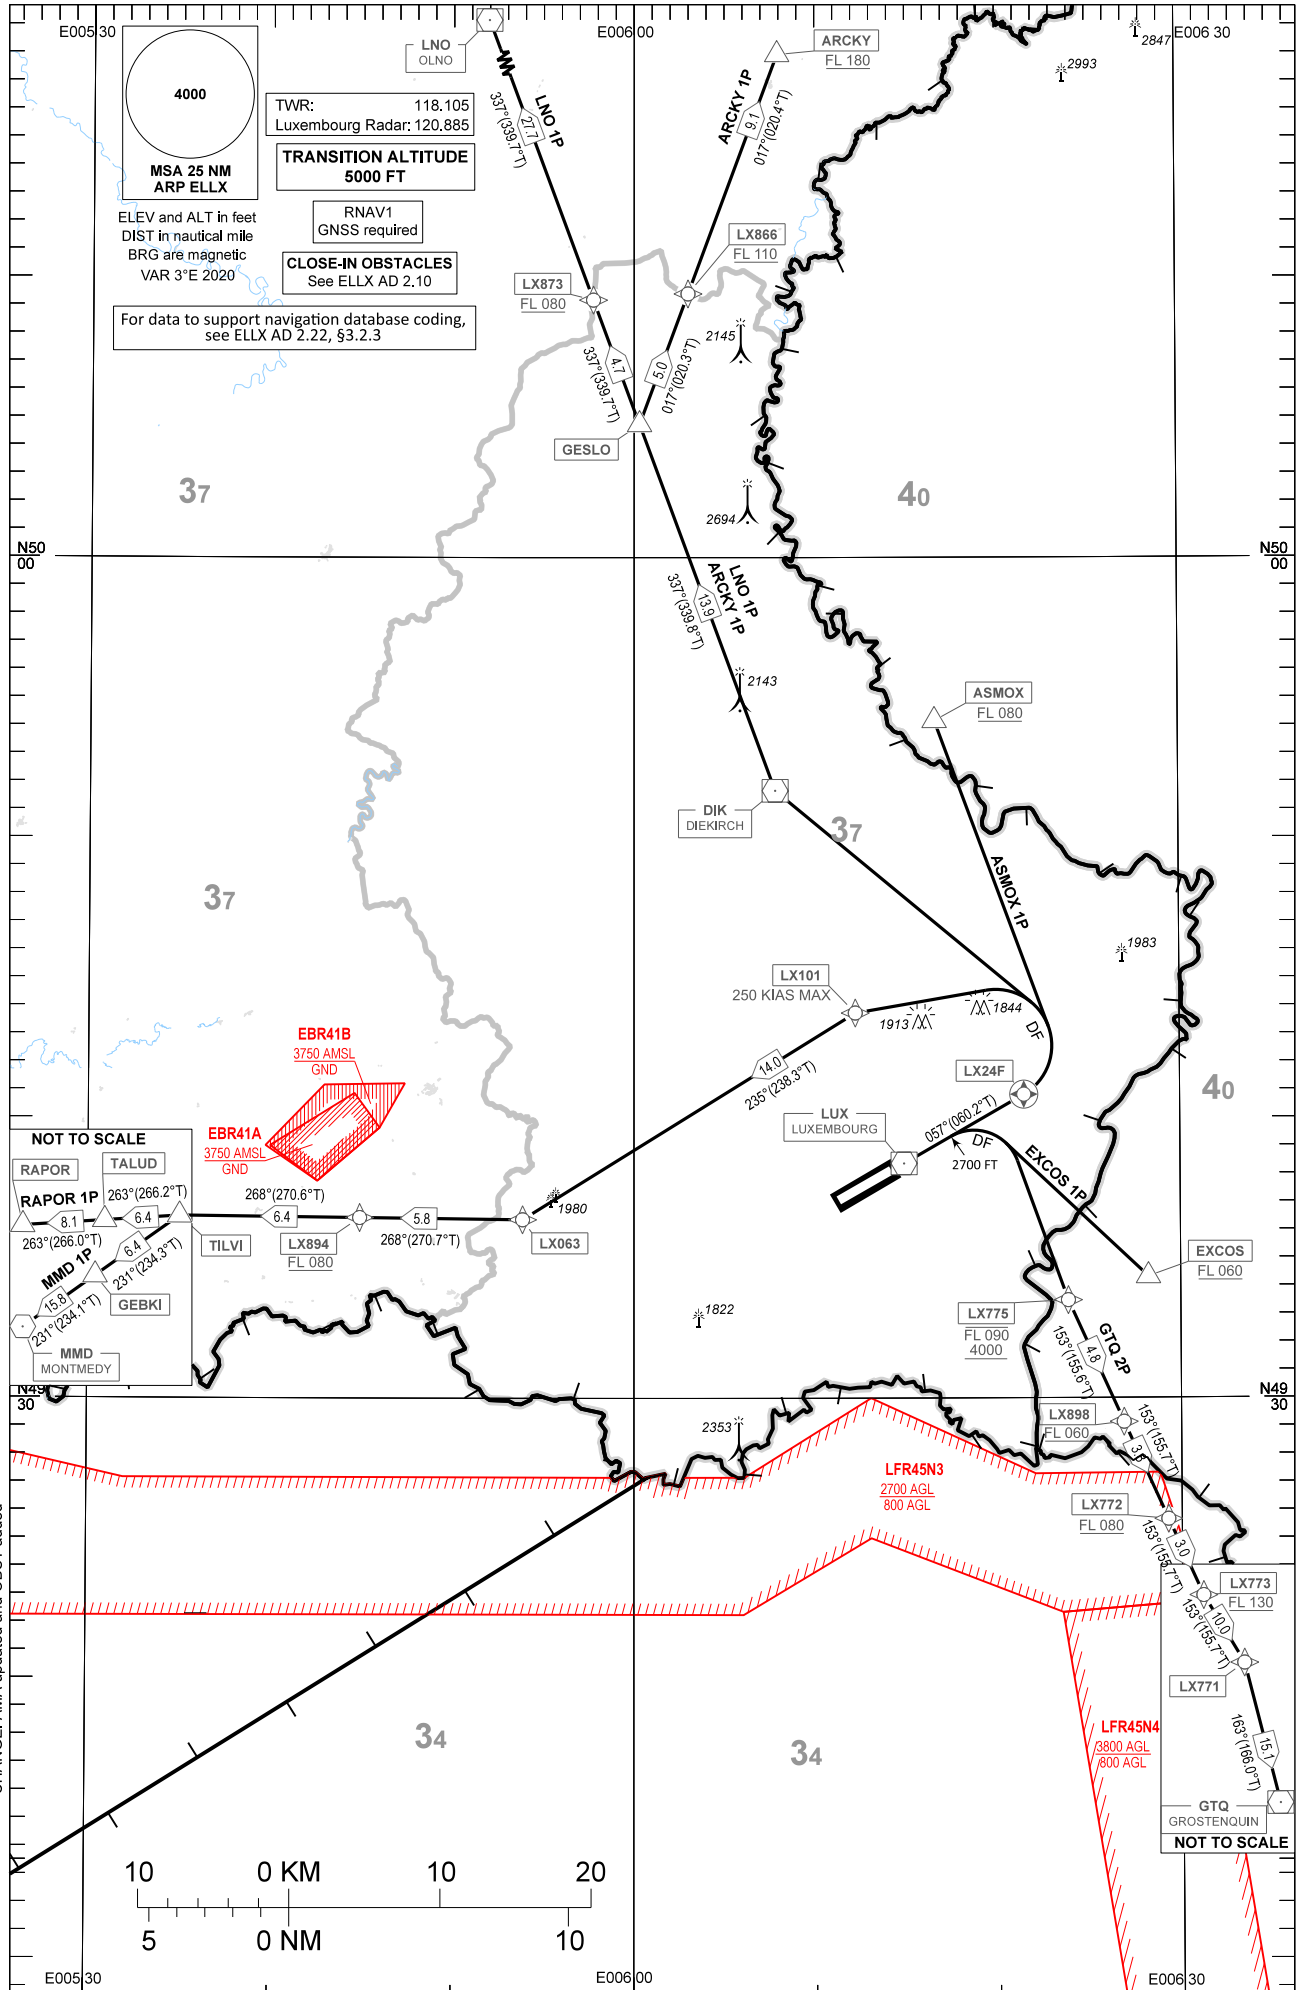 E005 30
E006 00
E006 30
LNO
OLNO
ARCKY
FL 180
2847
2993
4000
MSA 25 NM
ARP ELLX
TWR: 118.105
Luxembourg Radar: 120.885
TRANSITION ALTITUDE
5000 FT
RNAV1
GNSS required
CLOSE-IN OBSTACLES
See ELLX AD 2.10
ELEV and ALT in feet
DIST in nautical mile
BRG are magnetic
VAR 3°E 2020
For data to support navigation database coding,
see ELLX AD 2.22, §3.2.3
LNO 1P
27.7
337°(339.7°T)
ARCKY 1P
9.1
017°(020.4°T)
LX866
FL 110
LX873
FL 080
4.7
337°(339.7°T)
5.0
017°(020.3°T)
2145
GESLO
37
40
2694
N50
00
N50
00
LNO 1P
ARCKY 1P
13.9
337°(339.8°T)
2143
ASMOX
FL 080
DIK
DIEKIRCH
37
37
ASMOX 1P
1983
LX101
250 KIAS MAX
1913
1844
DF
EBR41B
3750 AMSL
GND
14.0
235°(238.3°T)
LX24F
40
LUX
LUXEMBOURG
057°(060.2°T)
DF
2700 FT
EXCOS 1P
EBR41A
3750 AMSL
GND
NOT TO SCALE
RAPOR
TALUD
RAPOR 1P
263°(266.2°T)
8.1
6.4
263°(266.0°T)
268°(270.6°T)
6.4
5.8
268°(270.7°T)
1980
TILVI
LX894
FL 080
LX063
MMD 1P
6.4
231°(234.3°T)
GEBKI
15.8
231°(234.1°T)
MMD
MONTMEDY
EXCOS
FL 060
LX775
FL 090
4000
1822
GTQ 2P
4.8
153°(155.6°T)
N49
30
N49
30
LX898
FL 060
153°(155.7°T)
2353
LFR45N3
2700 AGL
800 AGL
LX772
FL 080
3.0
153°(155.7°T)
LX773
FL 130
10.0
153°(155.7°T)
LX771
34
34
LFR45N4
3800 AGL
800 AGL
15.1
163°(166.0°T)
GTQ
GROSTENQUIN
NOT TO SCALE
10 0 KM 10 20
5 0 NM 10
E005 30
E006 00
E006 30